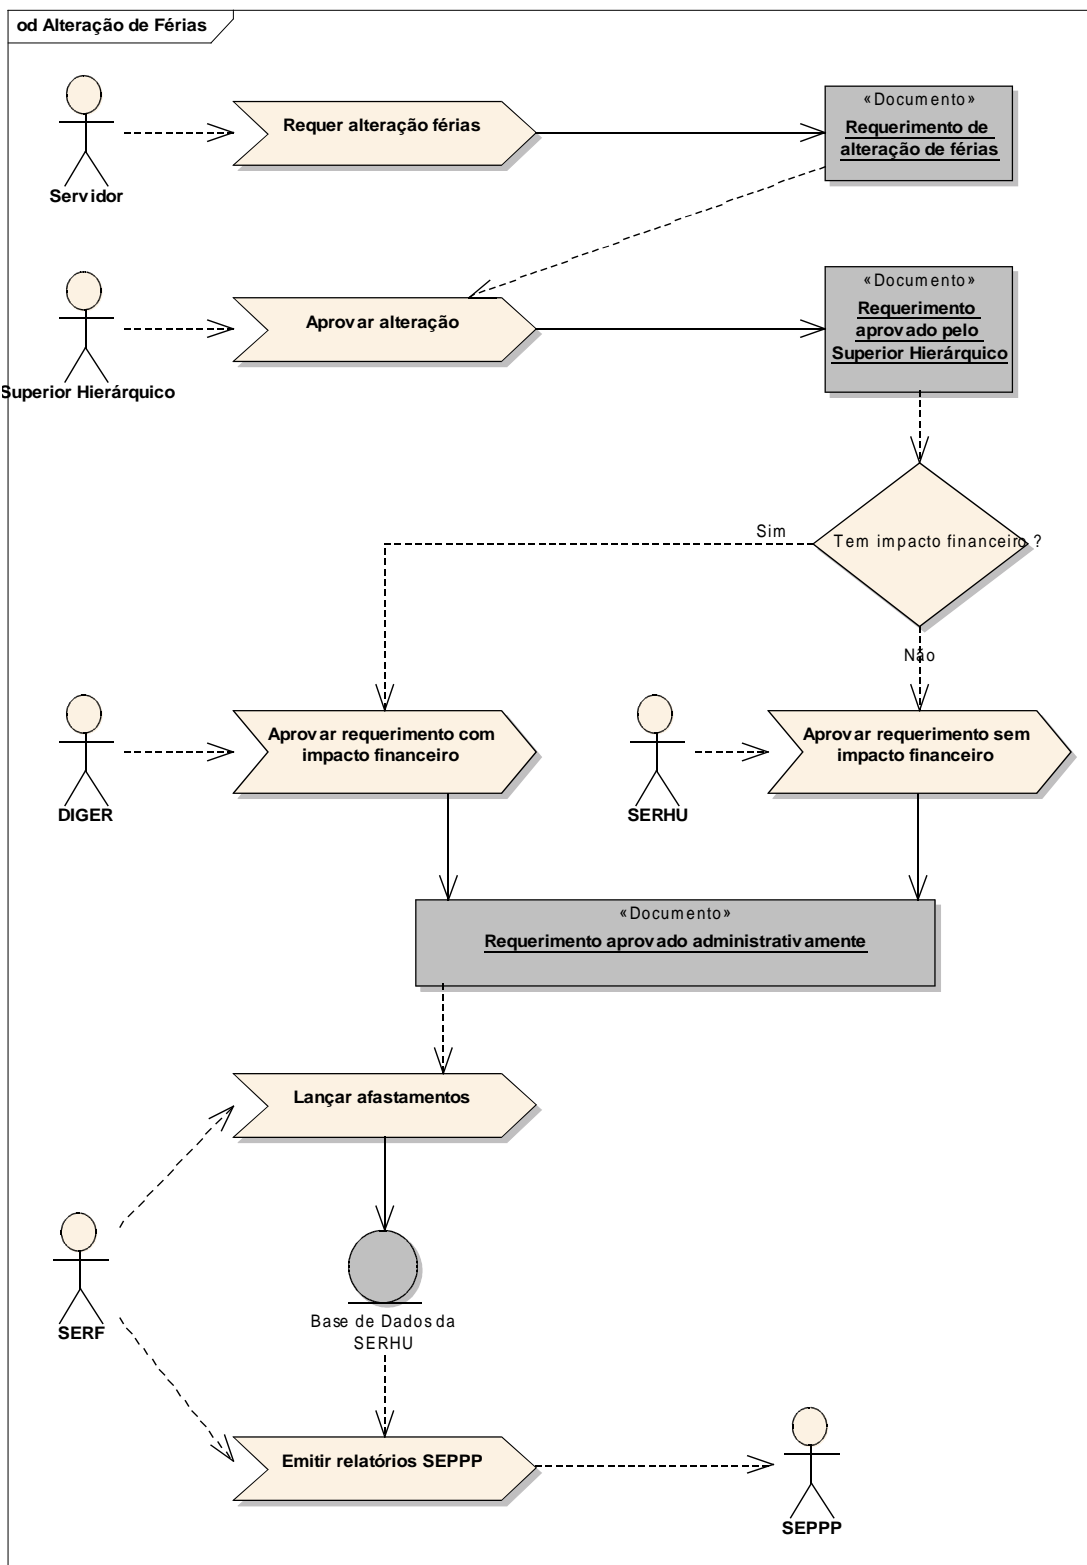 od Alteração de Férias
Servidor
Requer alteração férias
«Documento»
Requerimento de
alteração de férias
Superior Hierárquico
Aprovar alteração
«Documento»
Requerimento
aprovado pelo
Superior Hierárquico
Tem impacto financeiro ?
Sim
Não
DIGER
Aprovar requerimento com
impacto financeiro
SERHU
Aprovar requerimento sem
impacto financeiro
«Documento»
Requerimento aprovado administrativamente
Lançar afastamentos
SERF
Base de Dados da
SERHU
Emitir relatórios SEPPP
SEPPP